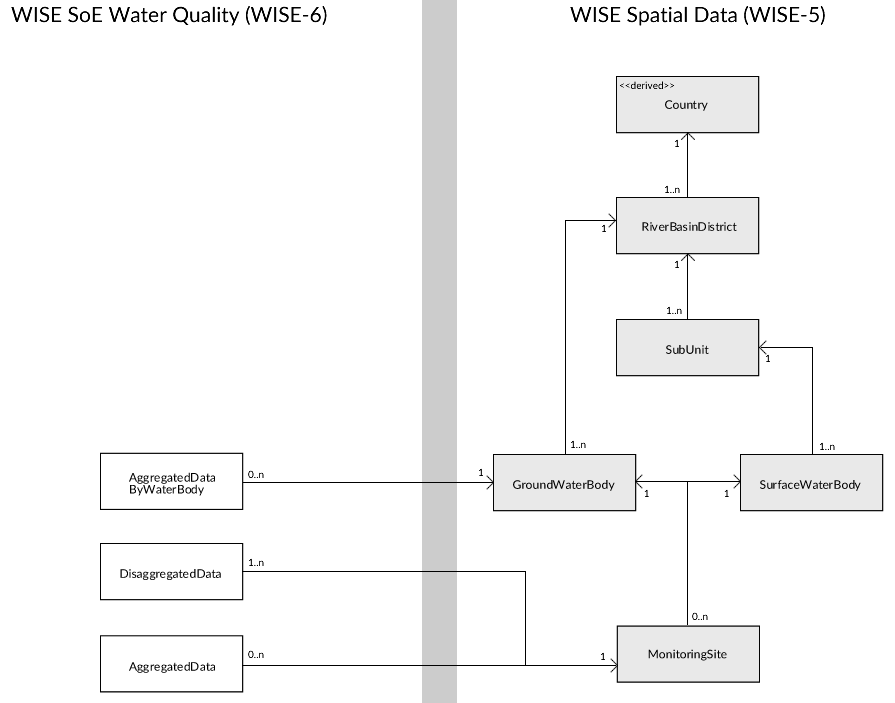 WISE SoE Water Quality (WISE-6)
WISE Spatial Data (WISE-5)
<<derived>>
Country
1
1..n
RiverBasinDistrict
1
1
1..n
SubUnit
1
1..n
1..n
AggregatedData
ByWaterBody
0..n
1
GroundWaterBody
1
1
SurfaceWaterBody
DisaggregatedData
1..n
0..n
AggregatedData
0..n
1
MonitoringSite